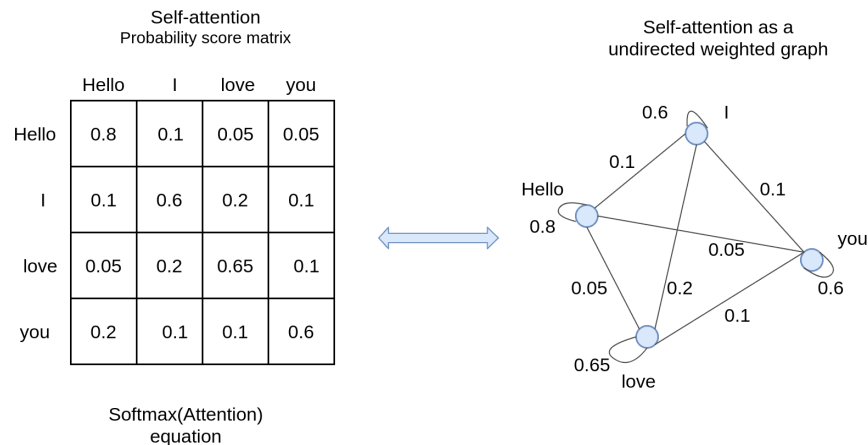 Self-attention
Probability score matrix
Hello I love you
Hello 0.8 0.1 0.05 0.05
I 0.1 0.6 0.2 0.1
love 0.05 0.2 0.65 0.1
you 0.2 0.1 0.1 0.6
Softmax(Attention)
equation
Self-attention as a
undirected weighted graph
0.6 I
0.1
0.1
Hello
0.8
you
0.05
0.6
0.05
0.2
0.1
0.65
love